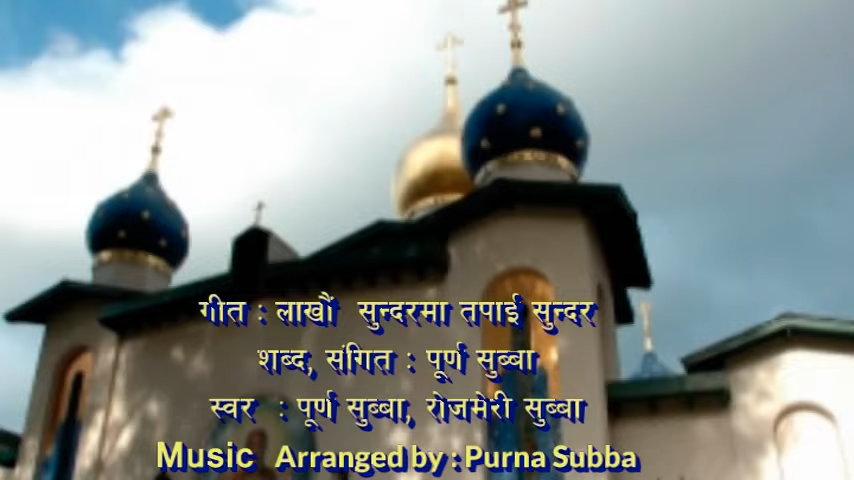 गीत : लाखौं सुन्दरमा तपाई सुन्दर
शब्द, संगित : पूर्ण सुब्बा
स्वर : पूर्ण सुब्बा, रोजमेरी सुब्बा
Music Arranged by : Purna Subba